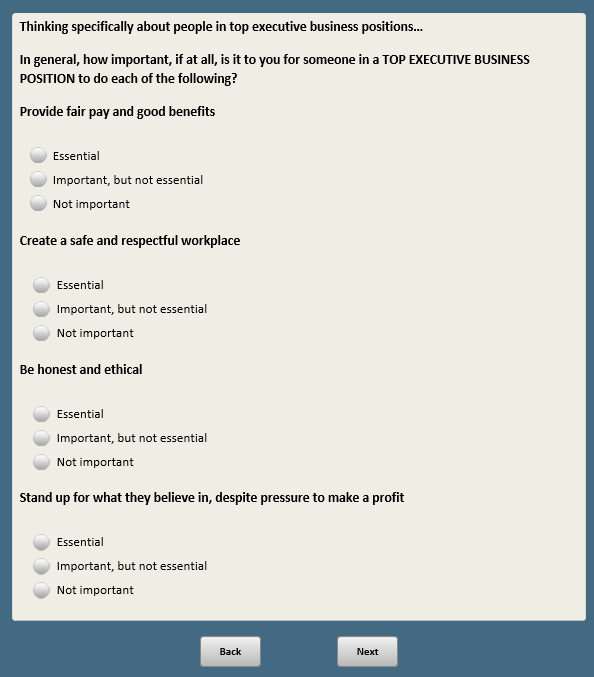 Thinking specifically about people in top executive business positions...
In general, how important, if at all, is it to you for someone in a TOP EXECUTIVE BUSINESS
POSITION to do each of the following?
Provide fair pay and good benefits
Essential
Important, but not essential
Not important
Create a safe and respectful workplace
Essential
Important, but not essential
Not important
Be honest and ethical
Essential
Important, but not essential
Not important
Stand up for what they believe in, despite pressure to make a profit
Essential
Important, but not essential
Not important
Back Next